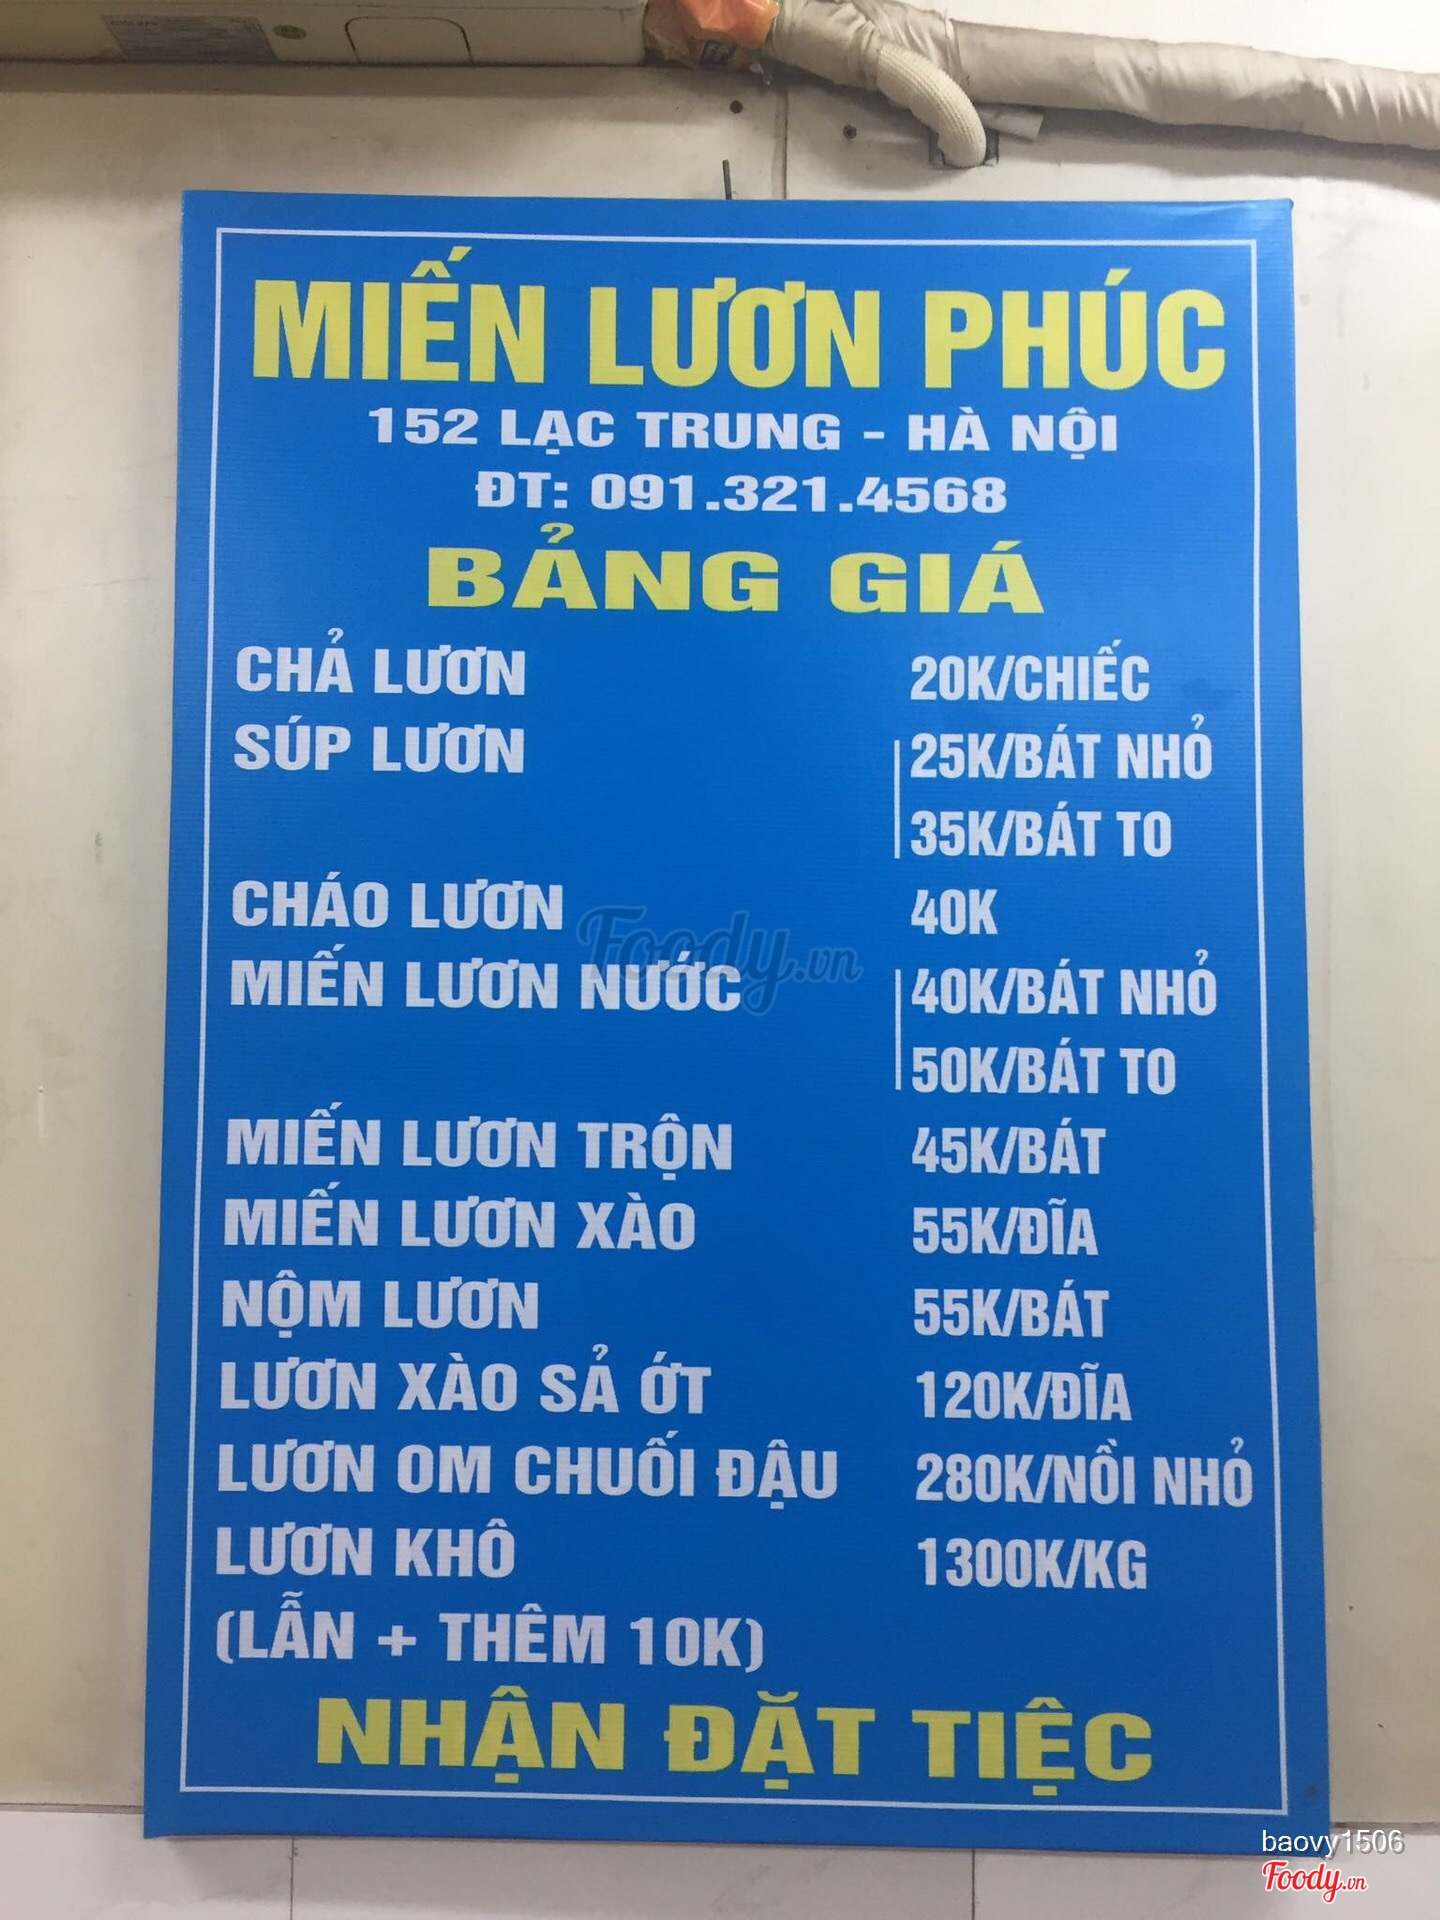 MIẾN LƯƠN PHÚC
152 LẠC TRUNG - HÀ NỘI
ĐT: 091.321.4568
BẢNG GIÁ
CHẢ LƯƠN 20K/CHIẾC
SÚP LƯƠN 25K/BÁT NHỎ
35K/BÁT TO
CHÁO LƯƠN 40K
MIẾN LƯƠN NƯỚC 40K/BÁT NHỎ
50K/BÁT TO
MIẾN LƯƠN TRỘN 45K/BÁT
MIẾN LƯƠN XÀO 55K/ĐĨA
NỘM LƯƠN 55K/BÁT
LƯƠN XÀO SẢ ỚT 120K/ĐĨA
LƯƠN OM CHUỐI ĐẬU 280K/NỒI NHỎ
LƯƠN KHÔ 1300K/KG
(LẪN + THÊM 10K)
NHẬN ĐẶT TIỆC
Foody.vn
baovy1506
Foody.vn